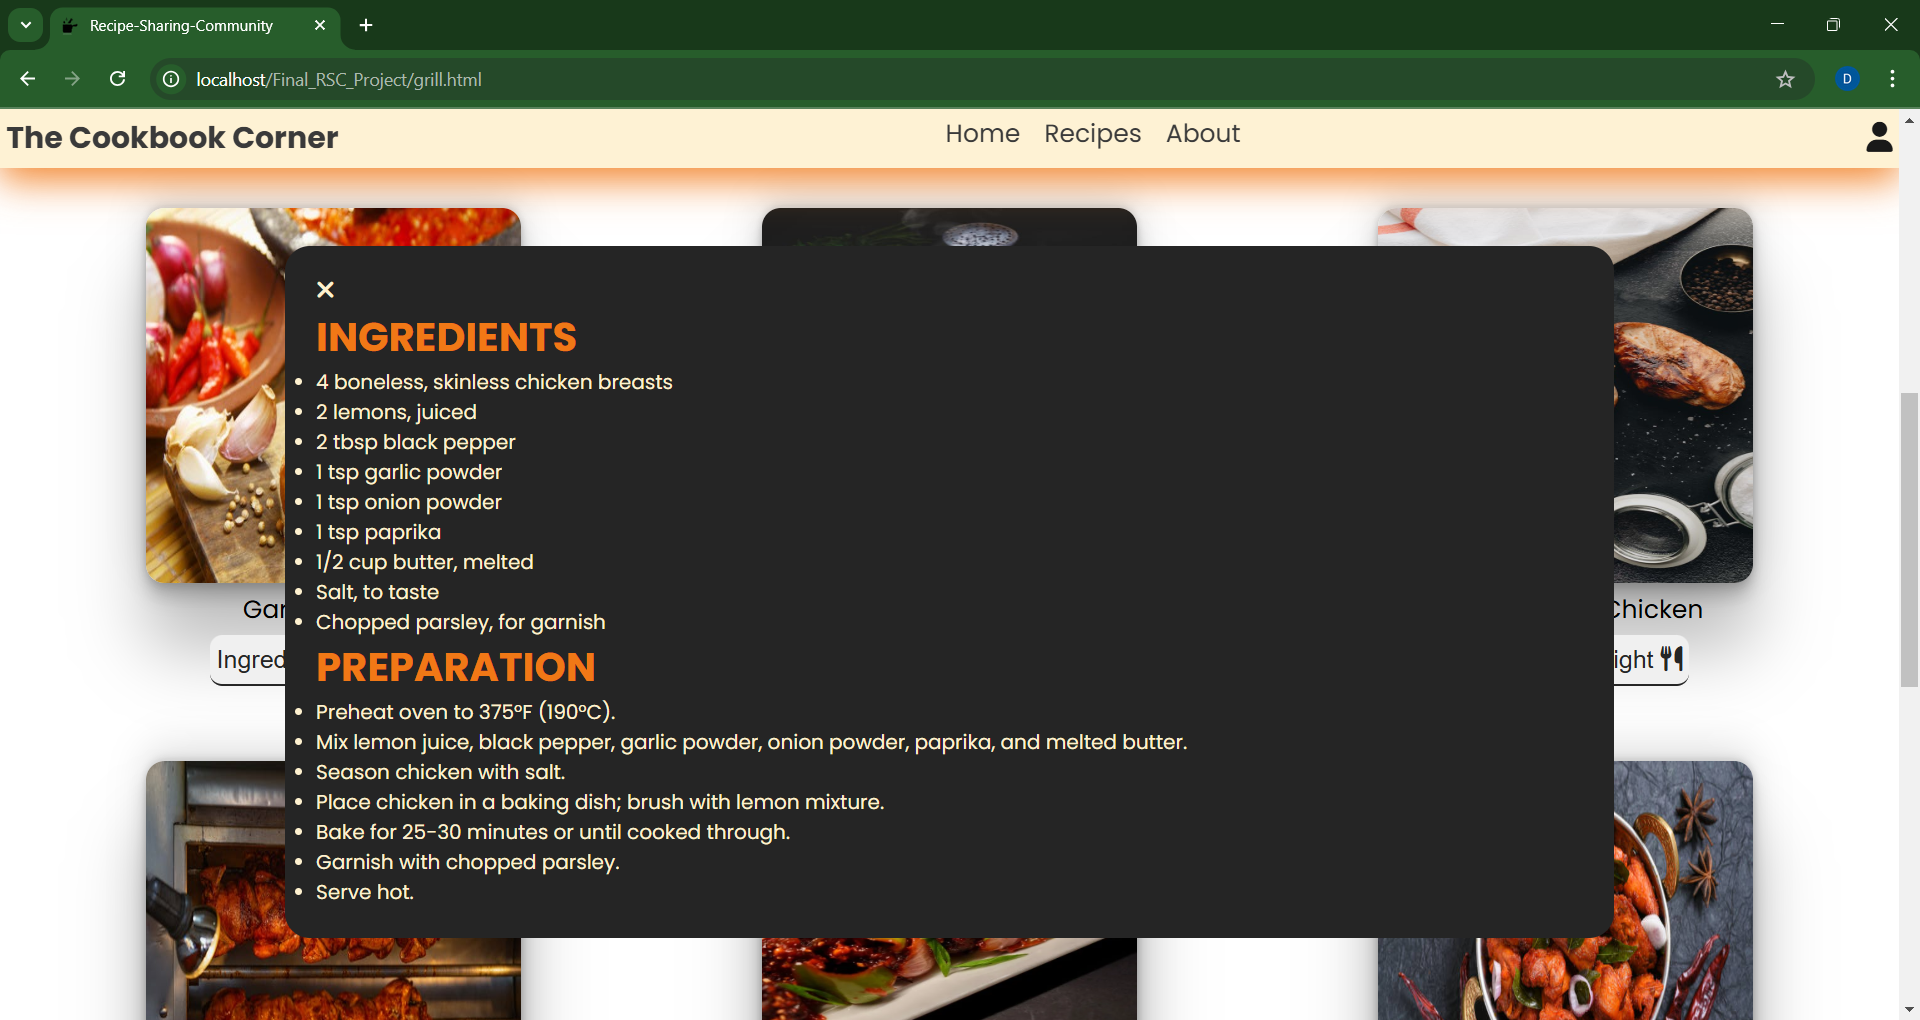 Recipe-Sharing-Community
localhost/Final_RSC_Project/grill.html
D
The Cookbook Corner
Home Recipes About
INGREDIENTS
4 boneless, skinless chicken breasts
2 lemons, juiced
2 tbsp black pepper
1 tsp garlic powder
1 tsp onion powder
1 tsp paprika
1/2 cup butter, melted
Salt, to taste
Chopped parsley, for garnish
Gar
Chicken
Ingred
ight
PREPARATION
Preheat oven to 375°F (190°C).
Mix lemon juice, black pepper, garlic powder, onion powder, paprika, and melted butter.
Season chicken with salt.
Place chicken in a baking dish; brush with lemon mixture.
Bake for 25-30 minutes or until cooked through.
Garnish with chopped parsley.
Serve hot.